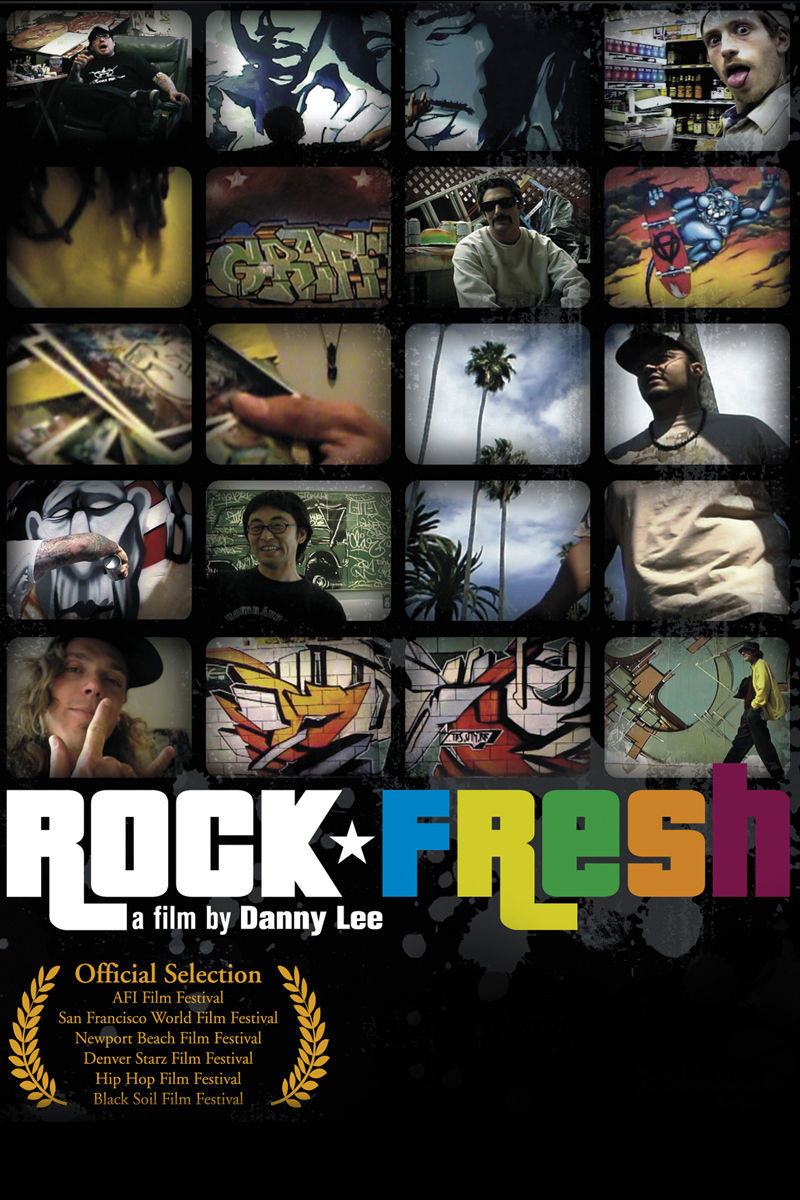 GRAFF
ROCK★FResh
a film by Danny Lee
Official Selection
AFI Film Festival
San Francisco World Film Festival
Newport Beach Film Festival
Denver Starz Film Festival
Hip Hop Film Festival
Black Soil Film Festival